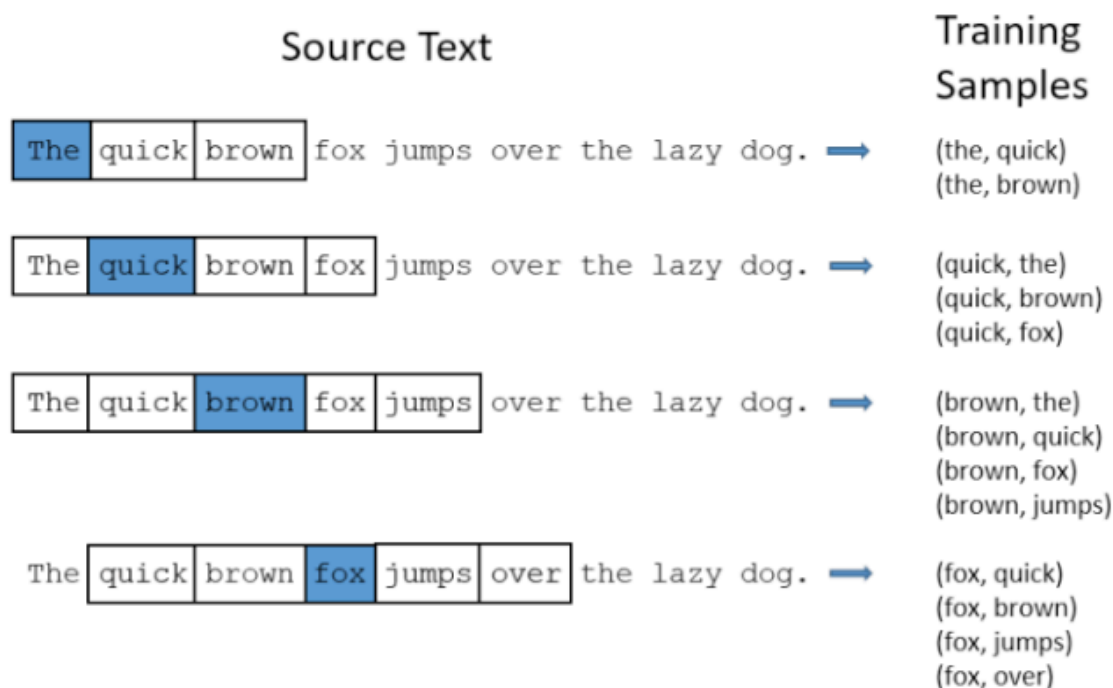 Source Text
Training
Samples
The quick brown fox jumps over the lazy dog.
(the, quick)
(the, brown)
The quick brown fox jumps over the lazy dog.
(quick, the)
(quick, brown)
(quick, fox)
The quick brown fox jumps over the lazy dog.
(brown, the)
(brown, quick)
(brown, fox)
(brown, jumps)
The quick brown fox jumps over the lazy dog.
(fox, quick)
(fox, brown)
(fox, jumps)
(fox, over)